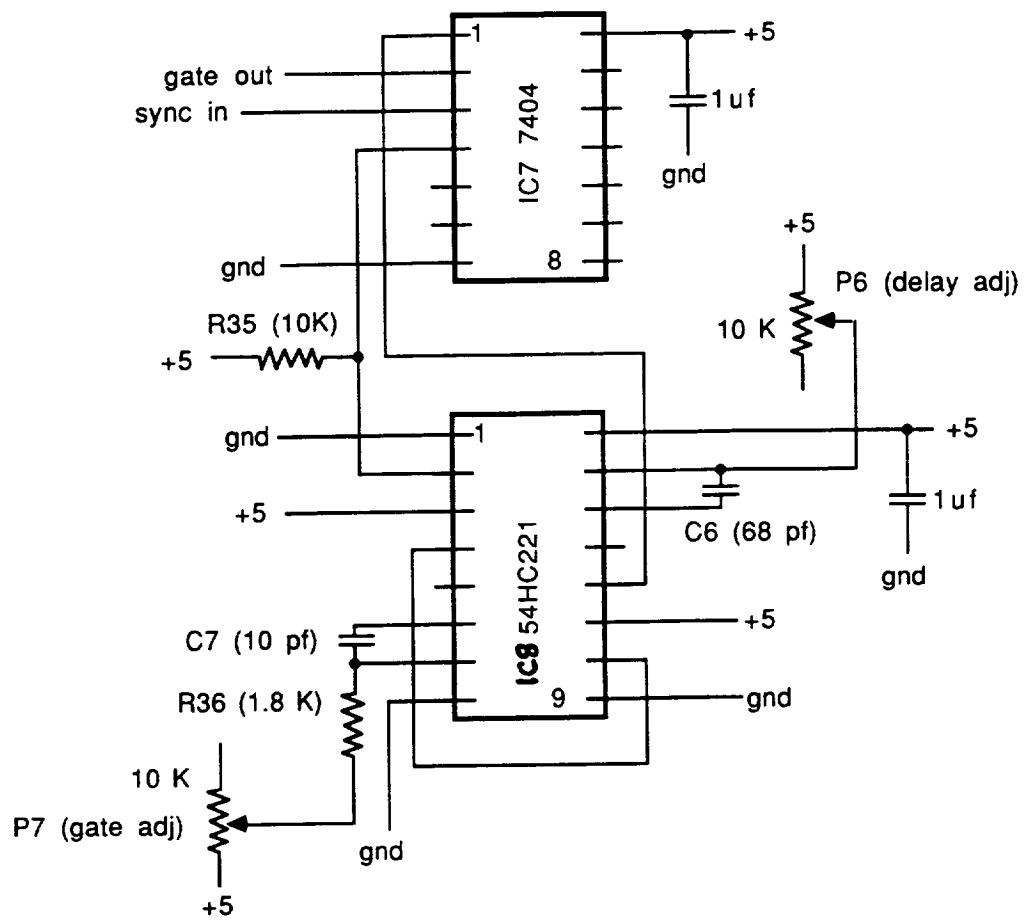 1
+5
gate out
sync in
IC7 7404
1uf
gnd
gnd
8
+5
P6 (delay adj)
10 K
R35 (10K)
+5
gnd
1
+5
+5
1uf
C6 (68 pf)
gnd
IC8 54HC221
C7 (10 pf)
+5
R36 (1.8 K)
9
gnd
10 K
P7 (gate adj)
gnd
+5